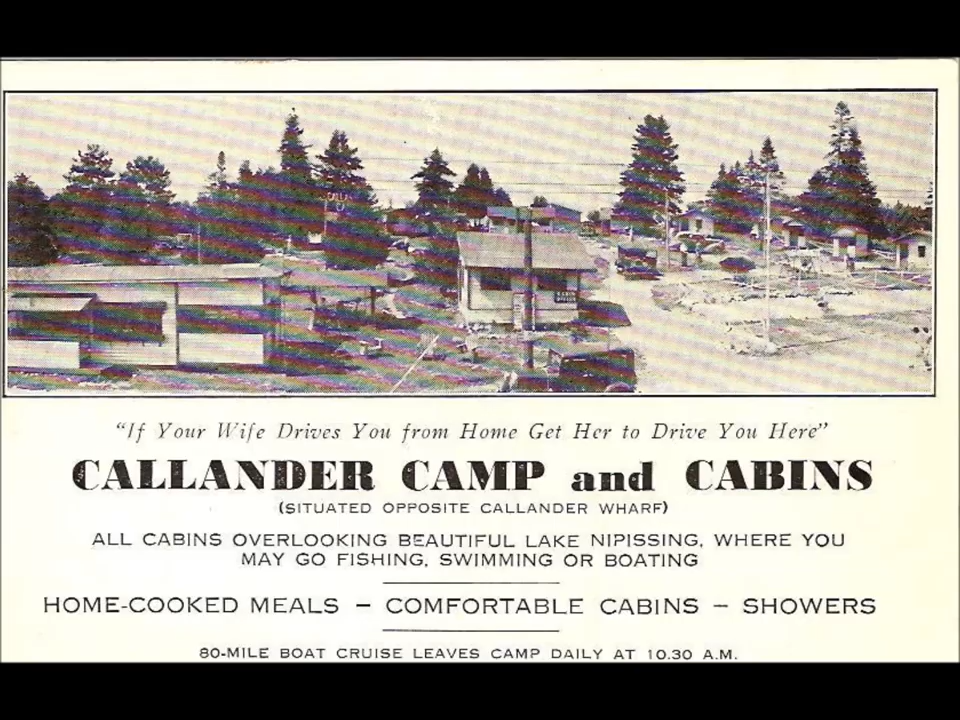 "If Your Wife Drives You from Home Get Her to Drive You Here"
CALLANDER CAMP and CABINS
(SITUATED OPPOSITE CALLANDER WHARF)
ALL CABINS OVERLOOKING BEAUTIFUL LAKE NIPISSING, WHERE YOU
MAY GO FISHING, SWIMMING OR BOATING
HOME-COOKED MEALS – COMFORTABLE CABINS – SHOWERS
80-MILE BOAT CRUISE LEAVES CAMP DAILY AT 10.30 A.M.